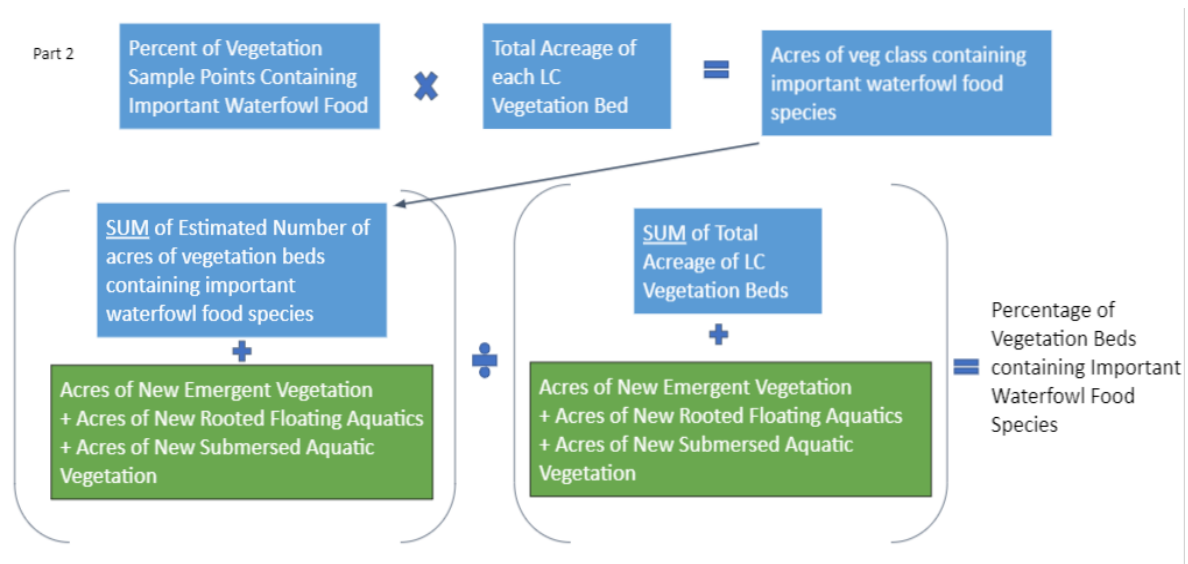 Part 2
Percent of Vegetation
Sample Points Containing
Important Waterfowl Food
Total Acreage of
each LC
Vegetation Bed
Acres of veg class containing
important waterfowl food
species
SUM of Estimated Number of
acres of vegetation beds
containing important
waterfowl food species
Acres of New Emergent Vegetation
+ Acres of New Rooted Floating Aquatics
+ Acres of New Submersed Aquatic
Vegetation
SUM of Total
Acreage of LC
Vegetation Beds
Acres of New Emergent Vegetation
+ Acres of New Rooted Floating Aquatics
+ Acres of New Submersed Aquatic
Vegetation
Percentage of
Vegetation Beds
containing Important
Waterfowl Food
Species